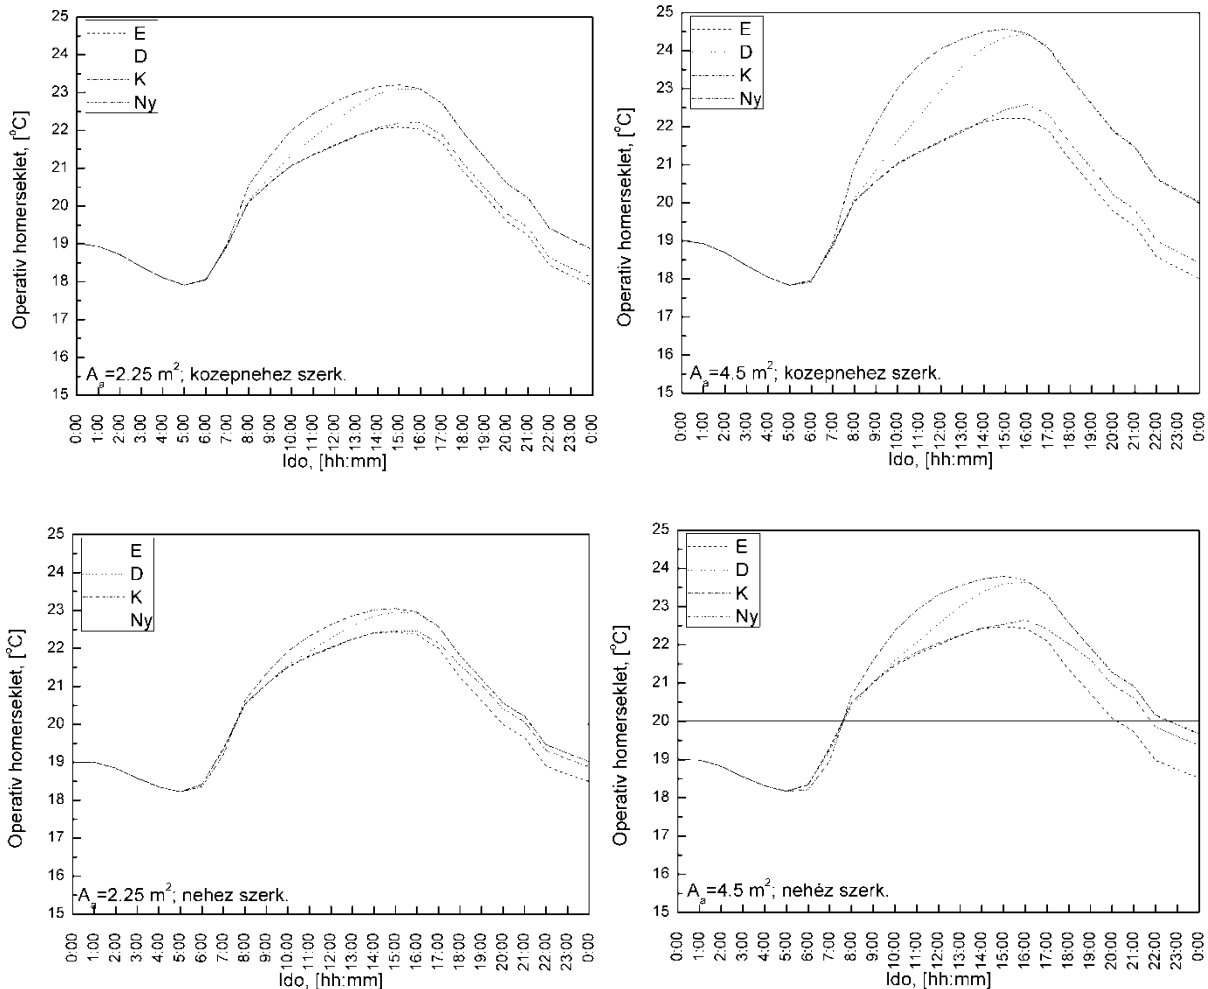 Operativ homerseklet, [°C]
25
24
23
22
21
20
19
18
17
16
15
E
D
K
Ny
A_a=2.25 m²; kozepnehez szerk.
0:00 1:00 2:00 3:00 4:00 5:00 6:00 7:00 8:00 9:00 10:00 11:00 12:00 13:00 14:00 15:00 16:00 17:00 18:00 19:00 20:00 21:00 22:00 23:00 0:00
Ido, [hh:mm]
Operativ homerseklet, [°C]
25
24
23
22
21
20
19
18
17
16
15
E
D
K
Ny
A_a=4.5 m²; kozepnehez szerk.
0:00 1:00 2:00 3:00 4:00 5:00 6:00 7:00 8:00 9:00 10:00 11:00 12:00 13:00 14:00 15:00 16:00 17:00 18:00 19:00 20:00 21:00 22:00 23:00 0:00
Ido, [hh:mm]
Operativ homerseklet, [°C]
25
24
23
22
21
20
19
18
17
16
15
E
D
K
Ny
A_a=2.25 m²; nehez szerk.
0:00 1:00 2:00 3:00 4:00 5:00 6:00 7:00 8:00 9:00 10:00 11:00 12:00 13:00 14:00 15:00 16:00 17:00 18:00 19:00 20:00 21:00 22:00 23:00 0:00
Ido, [hh:mm]
Operativ homerseklet, [°C]
25
24
23
22
21
20
19
18
17
16
15
E
D
K
Ny
A_a=4.5 m²; nehéz szerk.
0:00 1:00 2:00 3:00 4:00 5:00 6:00 7:00 8:00 9:00 10:00 11:00 12:00 13:00 14:00 15:00 16:00 17:00 18:00 19:00 20:00 21:00 22:00 23:00 0:00
Ido, [hh:mm]